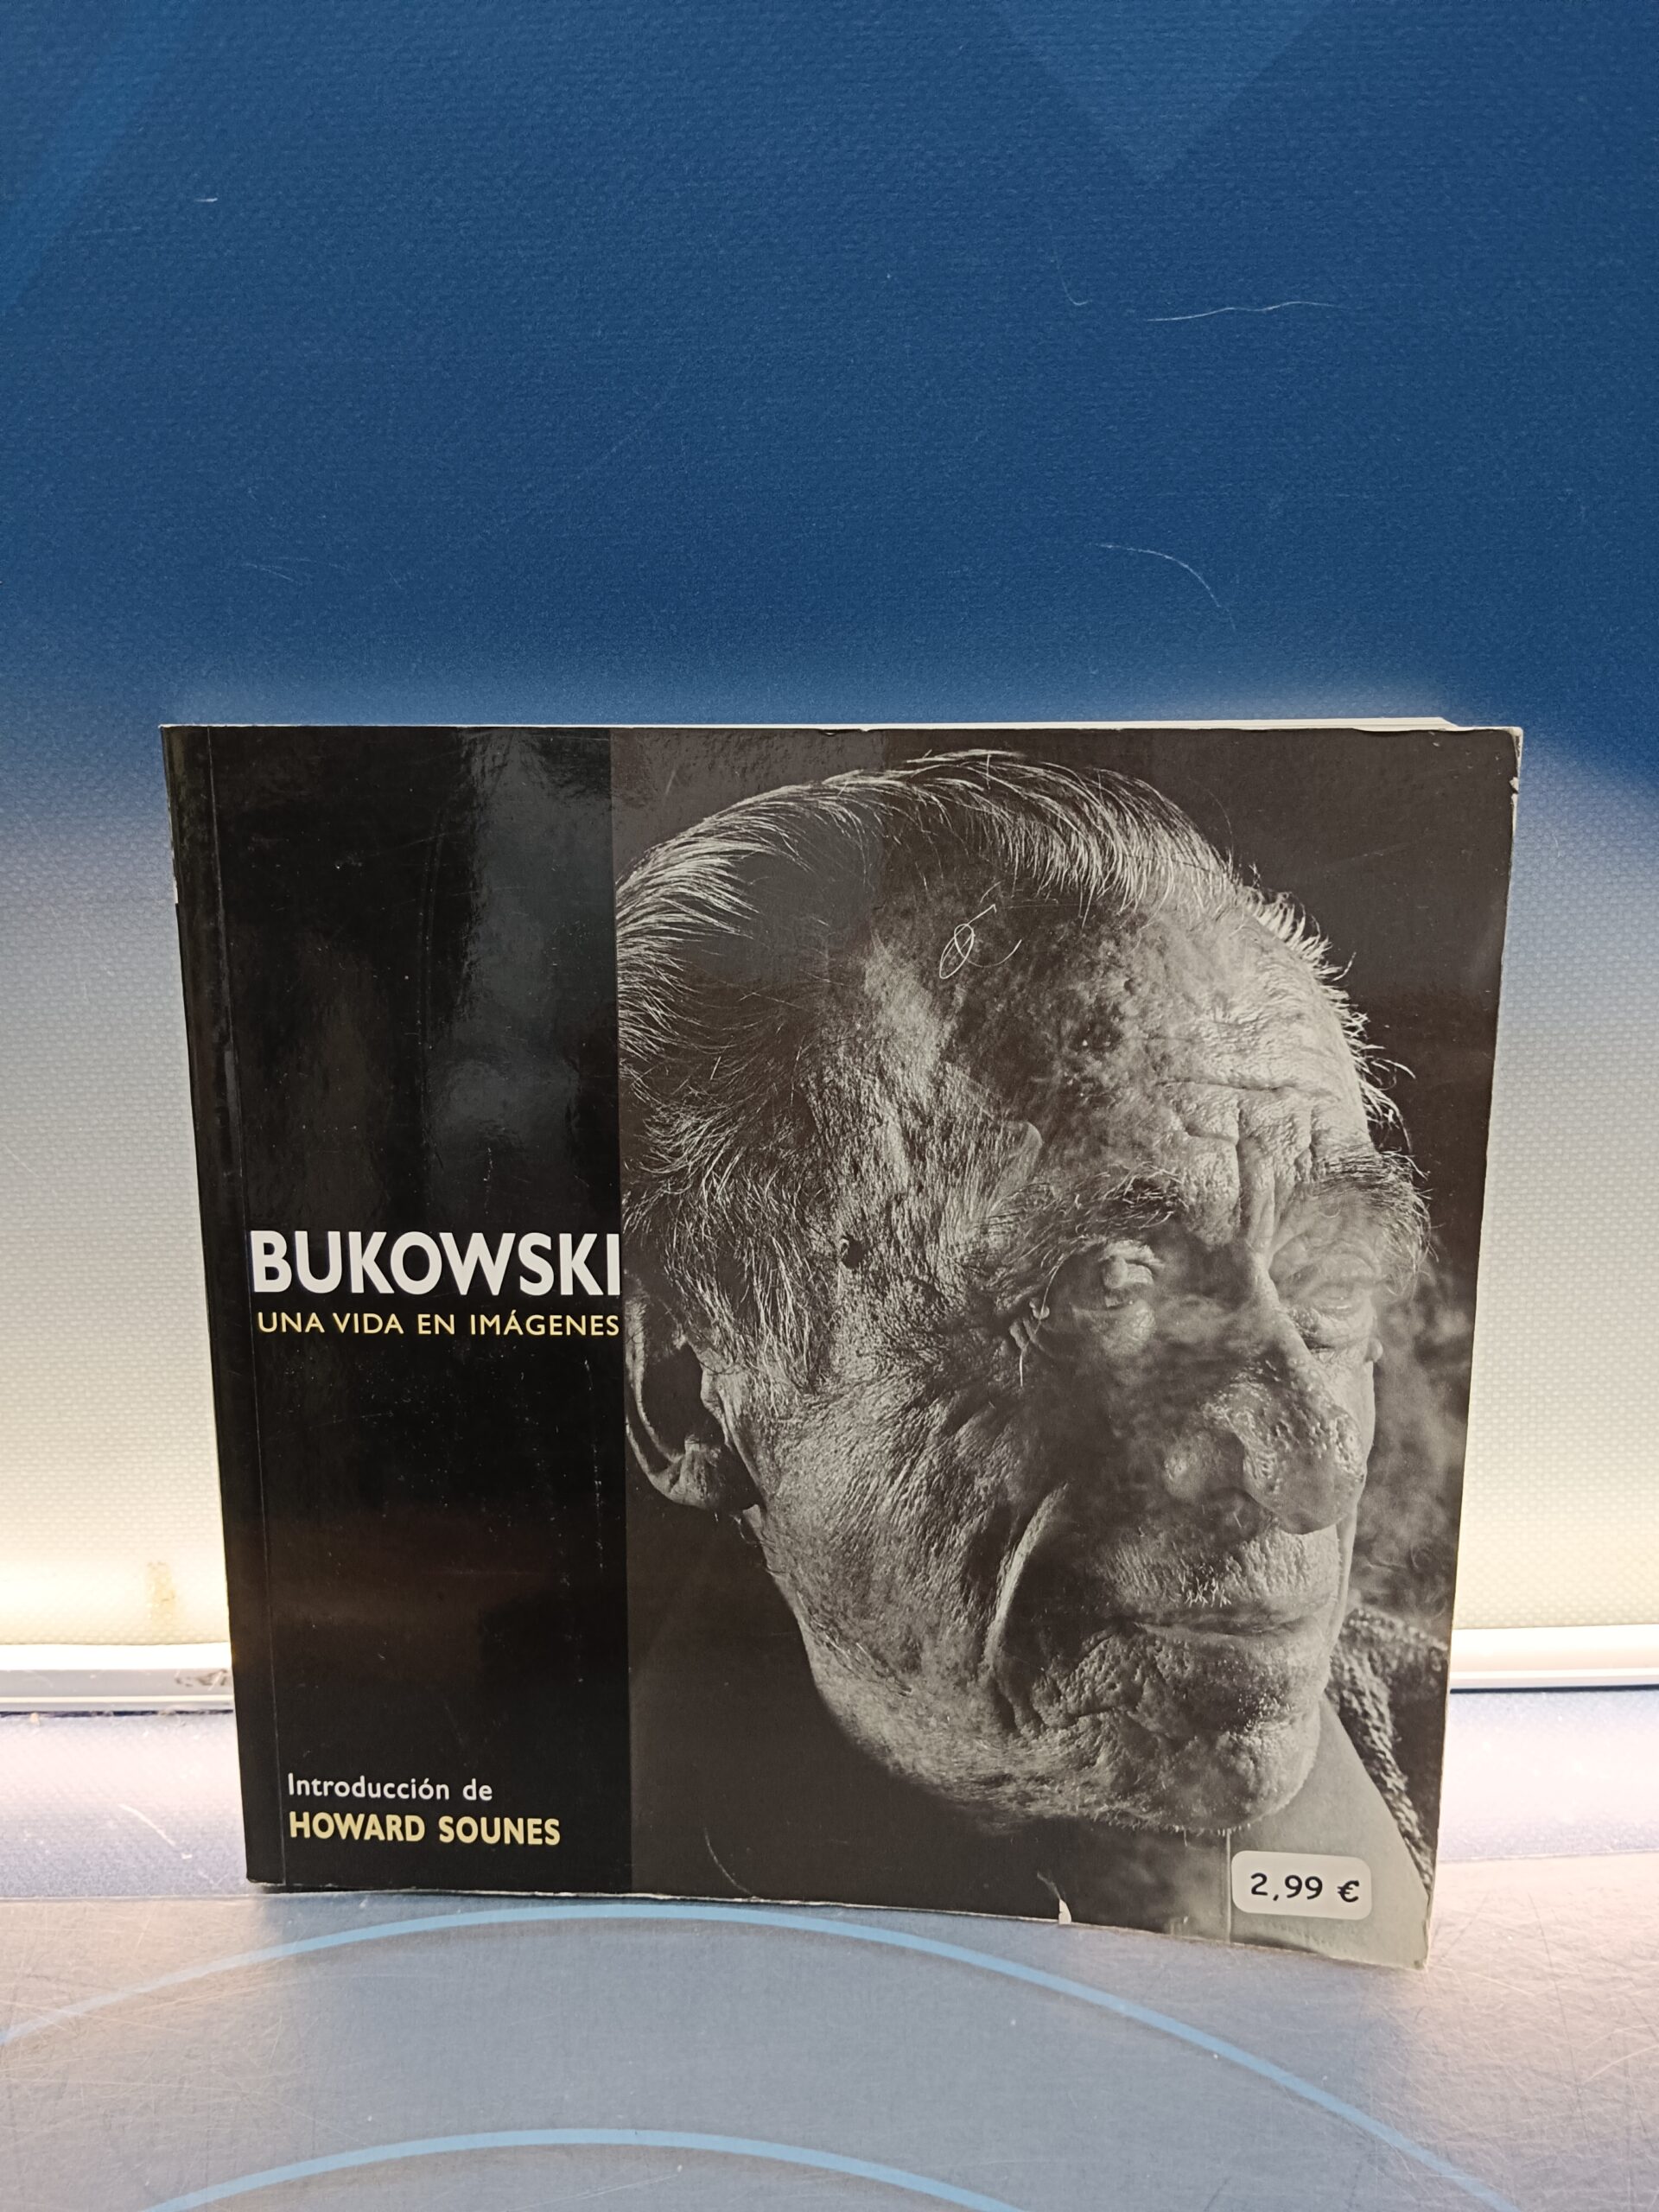 BUKOWSKI
UNA VIDA EN IMÁGENES
Introducción de
HOWARD SOUNES
2,99 €